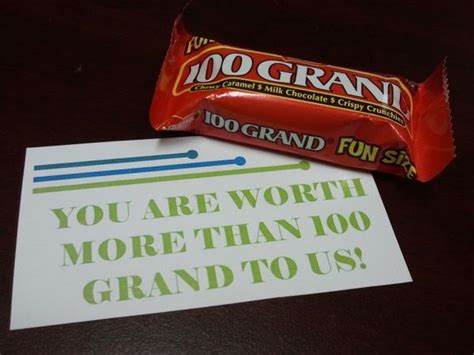 FUN
100 GRAND
Chewy Caramel $ Milk Chocolate $ Crispy Crunchies
100 GRAND® FUN SIZE
YOU ARE WORTH
MORE THAN 100
GRAND TO US!